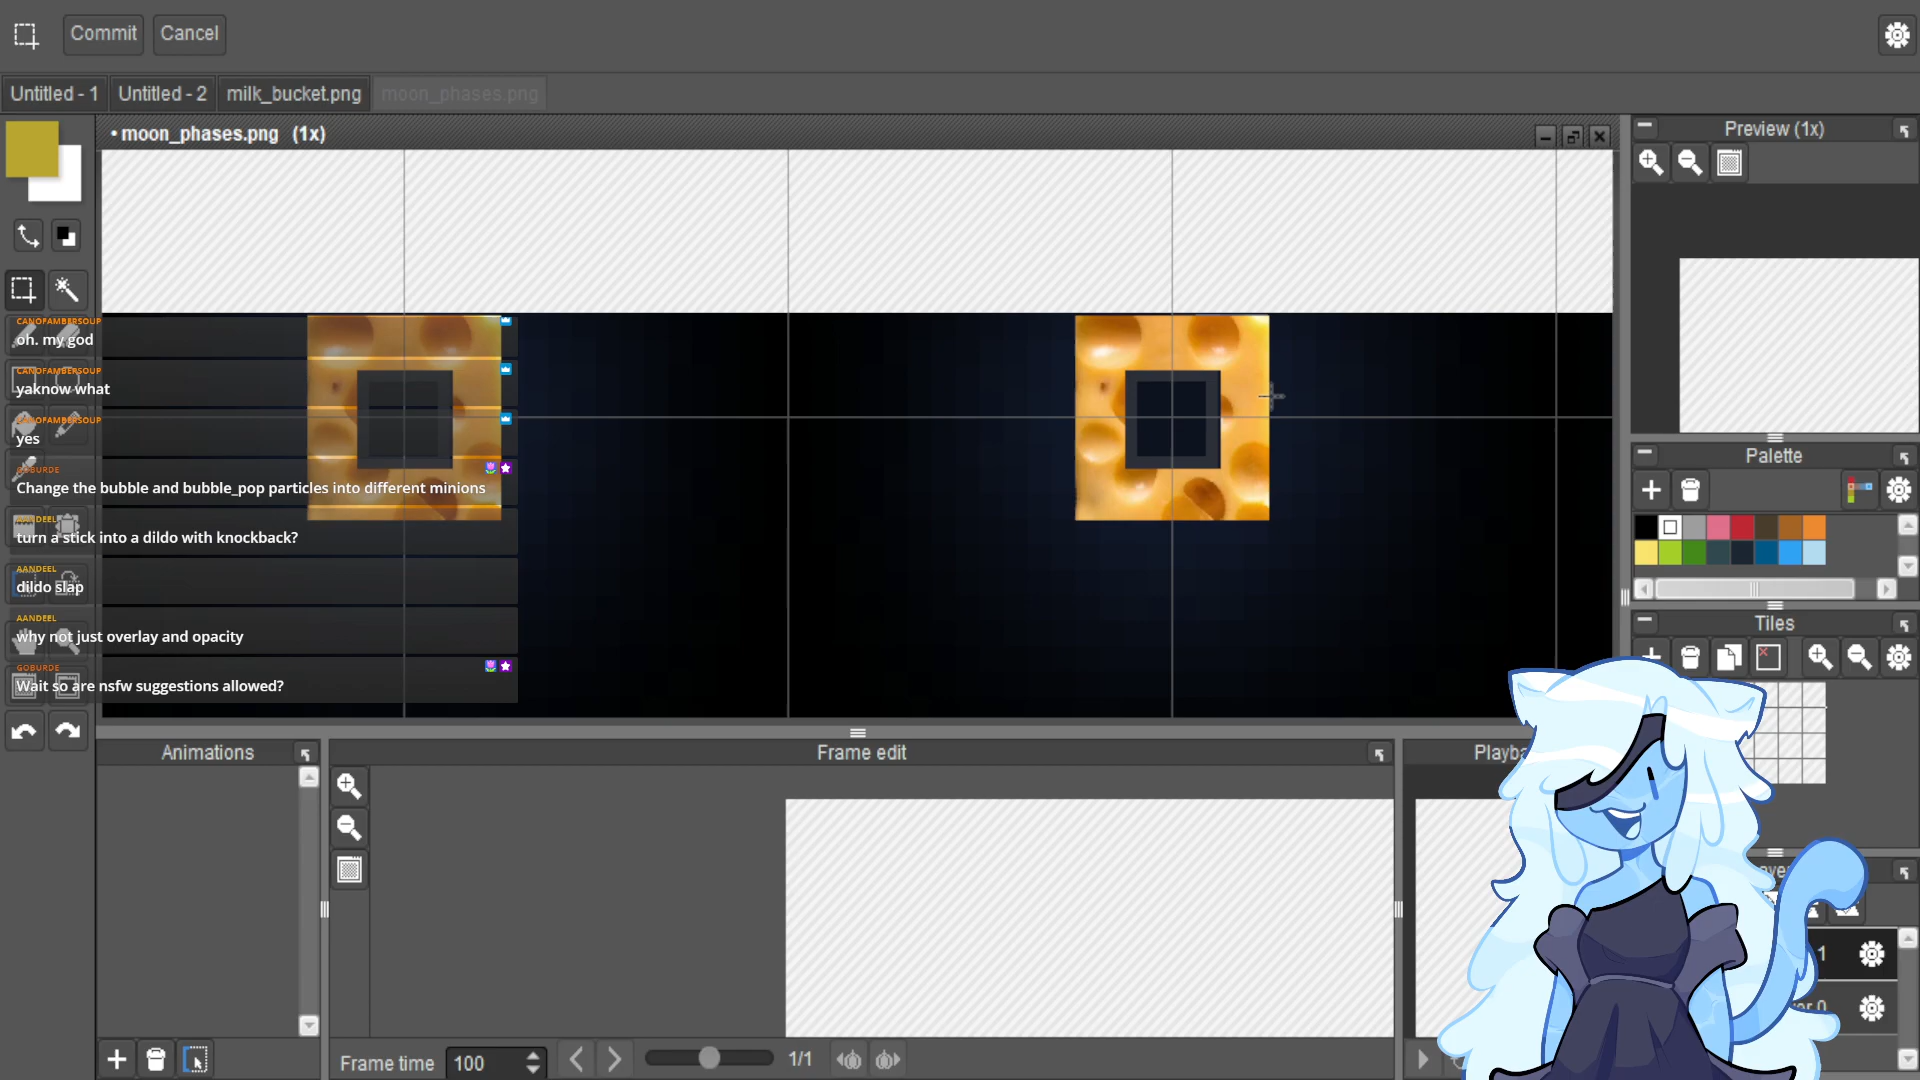 Commit
Cancel
Untitled - 1
Untitled - 2
milk_bucket.png
moon_phases.png
• moon_phases.png (1x)
Preview (1x)
CANOFAMBERSOUP
oh. my god
CANOFAMBERSOUP
yaknow what
CANOFAMBERSOUP
yes
GOBURDE
Change the bubble and bubble_pop particles into different minions
AANDEEL
turn a stick into a dildo with knockback?
AANDEEL
dildo slap
AANDEEL
why not just overlay and opacity
GOBURDE
Wait so are nsfw suggestions allowed?
Palette
Tiles
Animations
Frame edit
Frame time
100
1/1
1